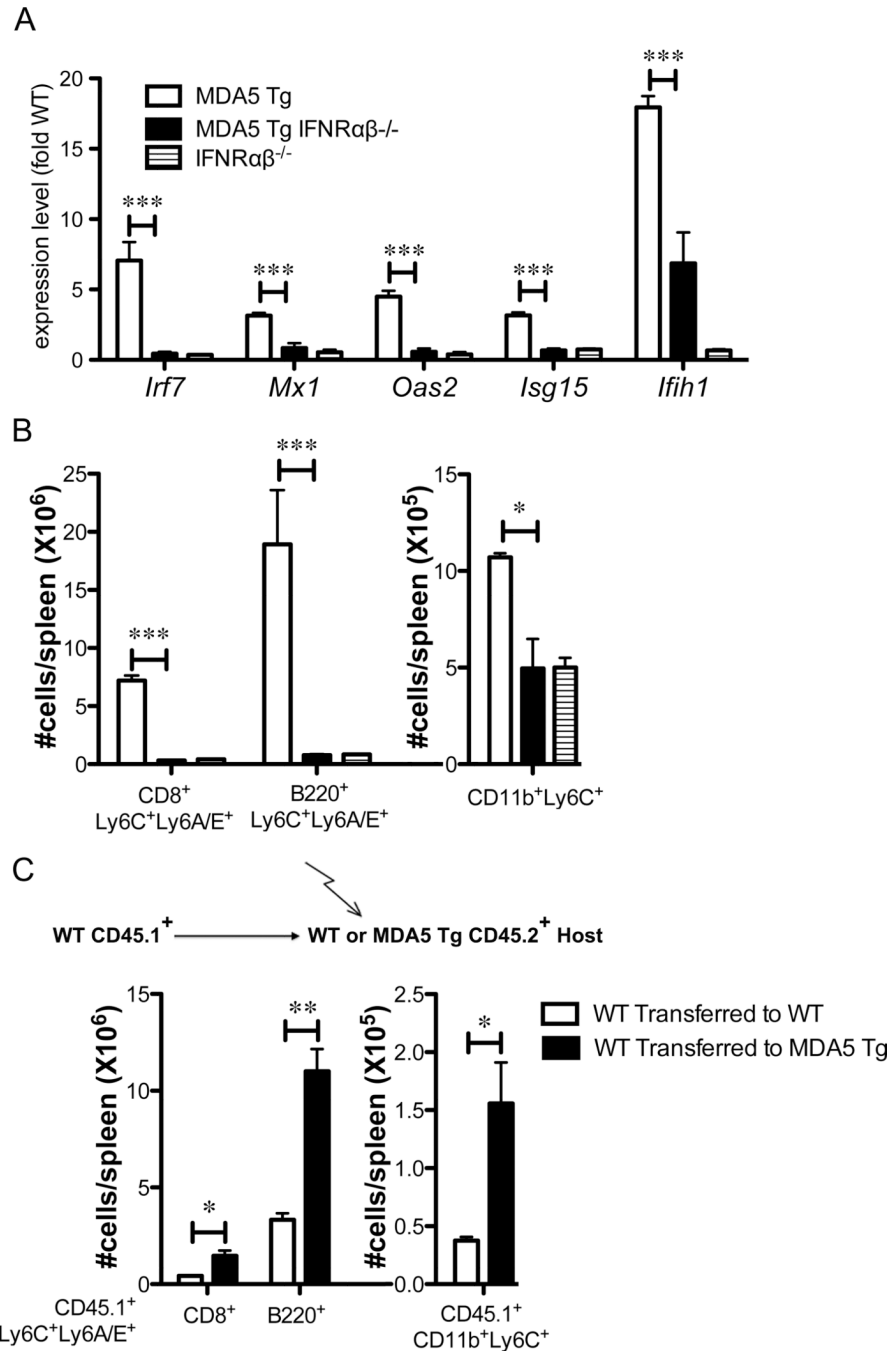 A
expression level (fold WT)
20
15
10
5
0
MDA5 Tg
MDA5 Tg IFNRαβ-/-
IFNRαβ-/-
***
***
***
***
***
Irf7
Mx1
Oas2
Isg15
Ifih1
B
#cells/spleen (X10⁶)
25
20
15
10
5
0
***
***
CD8⁺
Ly6C⁺Ly6A/E⁺
B220⁺
Ly6C⁺Ly6A/E⁺
#cells/spleen (X10⁵)
15
10
5
0
*
CD11b⁺Ly6C⁺
C
WT CD45.1⁺
WT or MDA5 Tg CD45.2⁺ Host
#cells/spleen (X10⁶)
15
10
5
0
*
**
CD45.1⁺
Ly6C⁺Ly6A/E⁺
CD8⁺
B220⁺
#cells/spleen (X10⁵)
2.5
2.0
1.5
1.0
0.5
0.0
*
CD45.1⁺
CD11b⁺Ly6C⁺
WT Transferred to WT
WT Transferred to MDA5 Tg